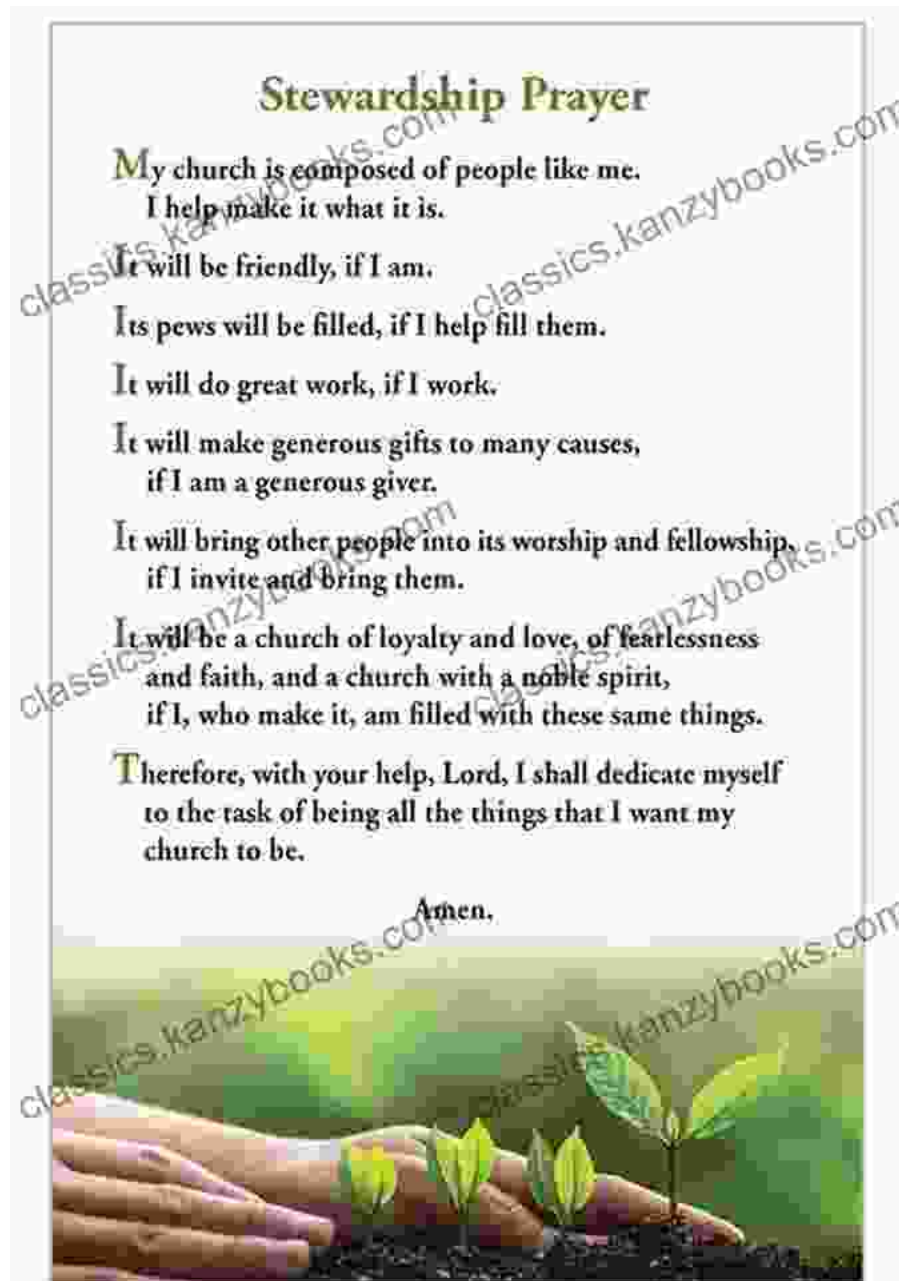 Stewardship Prayer
My church is composed of people like me.
I help make it what it is.
It will be friendly, if I am.
Its pews will be filled, if I help fill them.
It will do great work, if I work.
It will make generous gifts to many causes,
if I am a generous giver.
It will bring other people into its worship and fellowship,
if I invite and bring them.
It will be a church of loyalty and love, of fearlessness
and faith, and a church with a noble spirit,
if I, who make it, am filled with these same things.
Therefore, with your help, Lord, I shall dedicate myself
to the task of being all the things that I want my
church to be.
Amen.
classics.kanzybooks.com
classics.kanzybooks.com
classics.kanzybooks.com
classics.kanzybooks.com
classics.kanzybooks.com
classics.kanzybooks.com